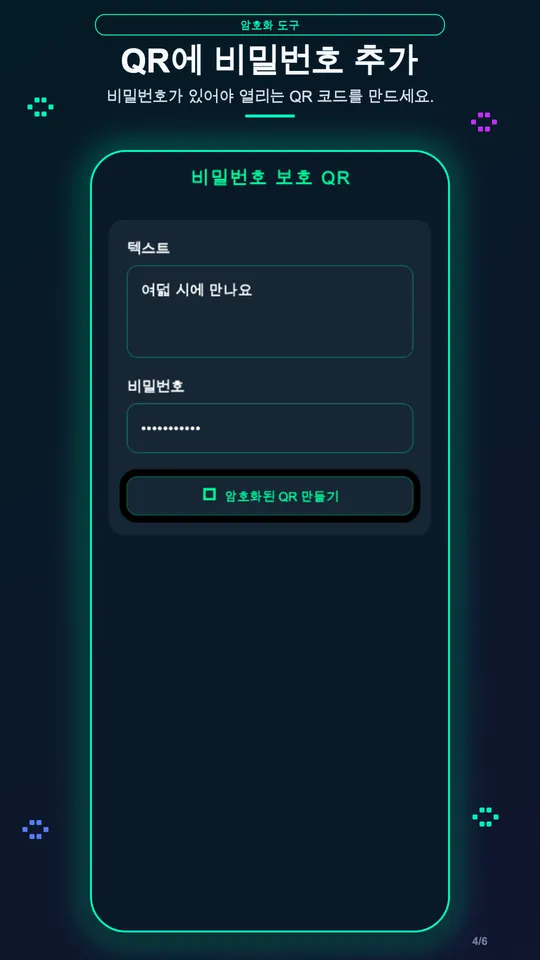 암호화 도구
QR에 비밀번호 추가
비밀번호가 있어야 열리는 QR 코드를 만드세요.
비밀번호 보호 QR
텍스트
여덟 시에 만나요
비밀번호
•••••••••••
암호화된 QR 만들기
4/6